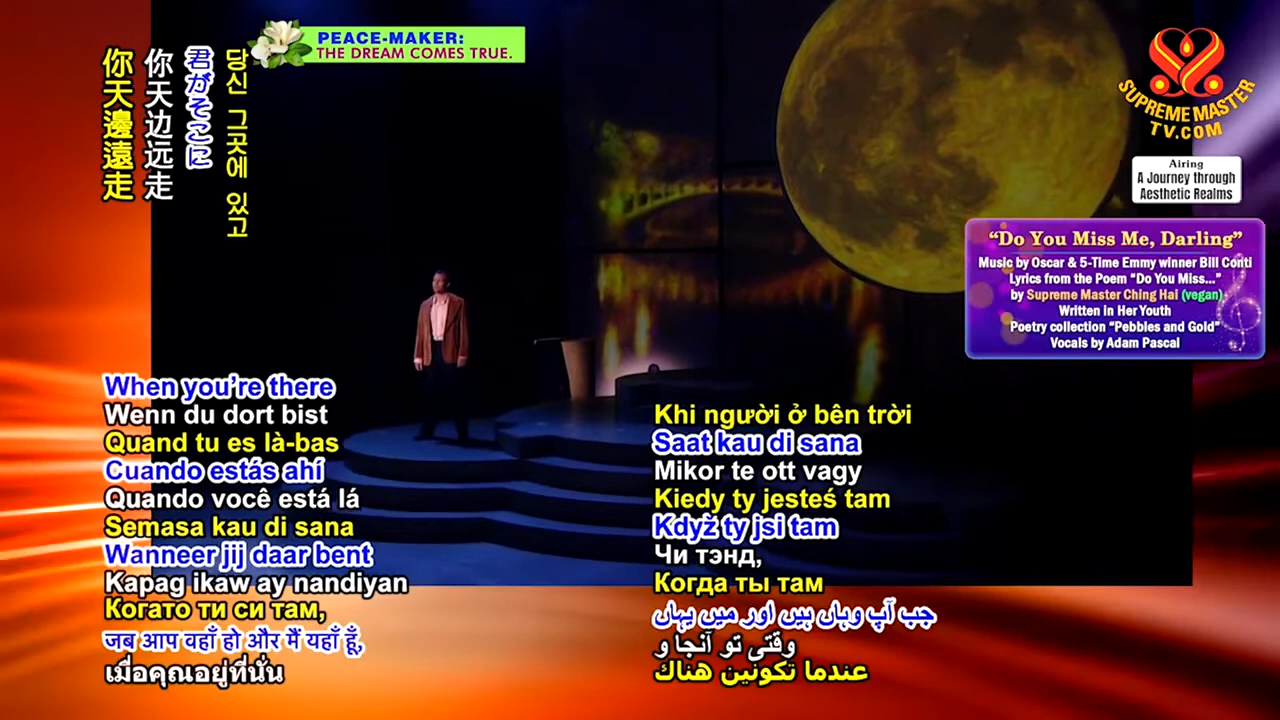 PEACE-MAKER:
THE DREAM COMES TRUE.
SUPREME MASTER
TV.COM
Airing
A Journey through
Aesthetic Realms
“Do You Miss Me, Darling”
Music by Oscar & 5-Time Emmy winner Bill Conti
Lyrics from the Poem “Do You Miss...”
by Supreme Master Ching Hai (vegan)
Written in Her Youth
Poetry collection “Pebbles and Gold”
Vocals by Adam Pascal
당신 그곳에 있고
君がそこに
你天边远走
你天邊遠走
When you’re there
Wenn du dort bist
Quand tu es là-bas
Cuando estás ahí
Quando você está lá
Semasa kau di sana
Wanneer jij daar bent
Kapag ikaw ay nandiyan
Когато ти си там,
जब आप वहाँ हो और मैं यहाँ हूँ,
เมื่อคุณอยู่ที่นั่น
Khi người ở bên trời
Saat kau di sana
Mikor te ott vagy
Kiedy ty jesteś tam
Když ty jsi tam
Чи тэнд,
Когда ты там
جب آپ وہاں ہیں اور میں یہاں
وقتی تو آنجا و
عندما تكونين هناك